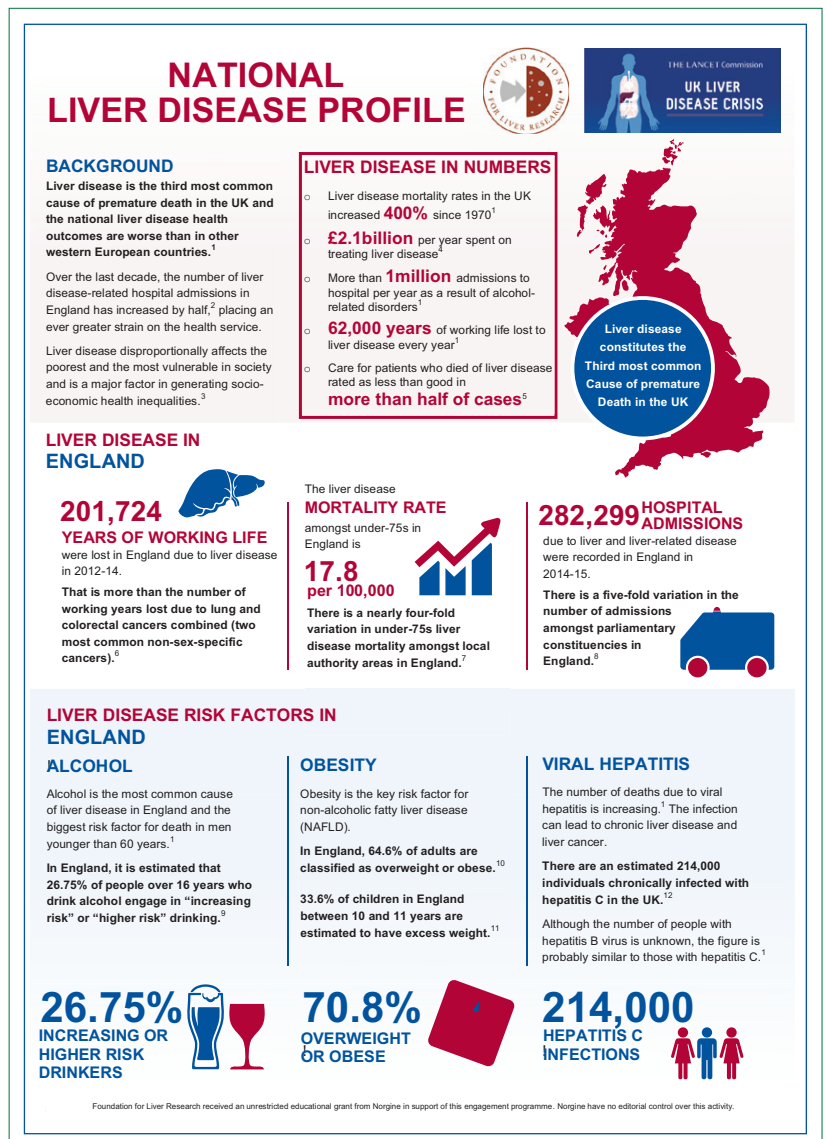 NATIONAL
LIVER DISEASE PROFILE
FOUNDATION
FOR LIVER RESEARCH
THE LANCET Commission
UK LIVER
DISEASE CRISIS
BACKGROUND
Liver disease is the third most common
cause of premature death in the UK and
the national liver disease health
outcomes are worse than in other
western European countries.1
Over the last decade, the number of liver
disease-related hospital admissions in
England has increased by half,2 placing an
ever greater strain on the health service.
Liver disease disproportionally affects the
poorest and the most vulnerable in society
and is a major factor in generating socio-
economic health inequalities.3
LIVER DISEASE IN NUMBERS
○ Liver disease mortality rates in the UK
increased 400% since 19701
○ £2.1billion per year spent on
treating liver disease4
○ More than 1million admissions to
hospital per year as a result of alcohol-
related disorders1
○ 62,000 years of working life lost to
liver disease every year1
○ Care for patients who died of liver disease
rated as less than good in
more than half of cases5
Liver disease
constitutes the
Third most common
Cause of premature
Death in the UK
LIVER DISEASE IN
ENGLAND
201,724
YEARS OF WORKING LIFE
were lost in England due to liver disease
in 2012-14.
That is more than the number of
working years lost due to lung and
colorectal cancers combined (two
most common non-sex-specific
cancers).6
The liver disease
MORTALITY RATE
amongst under-75s in
England is
17.8
per 100,000
There is a nearly four-fold
variation in under-75s liver
disease mortality amongst local
authority areas in England.7
282,299 HOSPITAL
ADMISSIONS
due to liver and liver-related disease
were recorded in England in
2014-15.
There is a five-fold variation in the
number of admissions
amongst parliamentary
constituencies in
England.8
LIVER DISEASE RISK FACTORS IN
ENGLAND
ALCOHOL
Alcohol is the most common cause
of liver disease in England and the
biggest risk factor for death in men
younger than 60 years.1
In England, it is estimated that
26.75% of people over 16 years who
drink alcohol engage in “increasing
risk” or “higher risk” drinking.9
OBESITY
Obesity is the key risk factor for
non-alcoholic fatty liver disease
(NAFLD).
In England, 64.6% of adults are
classified as overweight or obese.10
33.6% of children in England
between 10 and 11 years are
estimated to have excess weight.11
VIRAL HEPATITIS
The number of deaths due to viral
hepatitis is increasing.1 The infection
can lead to chronic liver disease and
liver cancer.
There are an estimated 214,000
individuals chronically infected with
hepatitis C in the UK.12
Although the number of people with
hepatitis B virus is unknown, the figure is
probably similar to those with hepatitis C.1
26.75%
INCREASING OR
HIGHER RISK
DRINKERS
70.8%
OVERWEIGHT
OR OBESE
214,000
HEPATITIS C
INFECTIONS
Foundation for Liver Research received an unrestricted educational grant from Norgine in support of this engagement programme. Norgine have no editorial control over this activity.